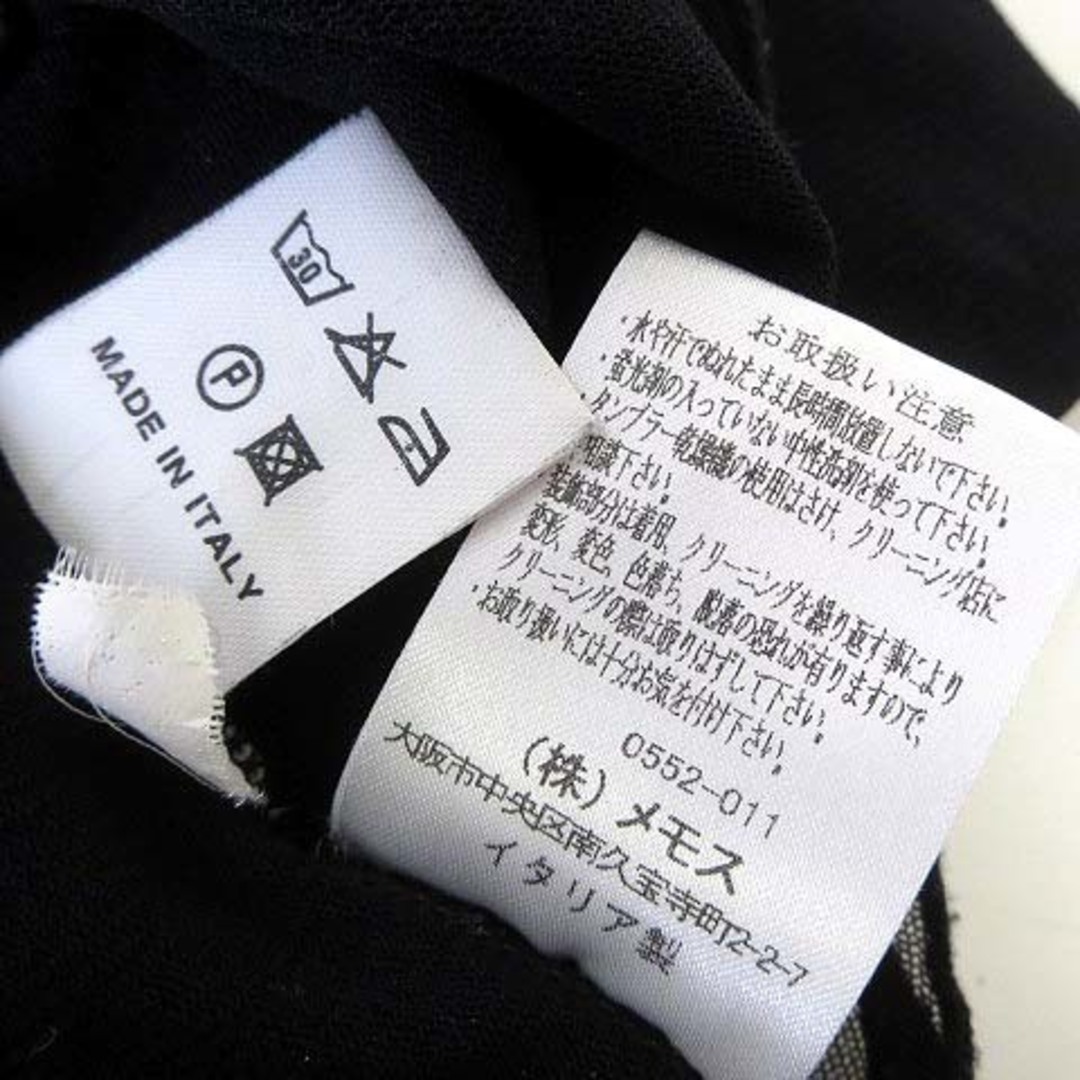 30
P
MADE IN ITALY
お取扱い注意
・水や汗でぬれたまま長時間放置しないで下さい。
・蛍光剤の入っていない中性洗剤を使って下さい。
・タンブラー乾燥機の使用はさけ、クリーニング店に
下さい。
装飾部分は着用、クリーニングを繰り返す事により
変形、変色、色落ち、脱落の恐れが有りますので、
クリーニングの際は取りはずして下さい。
・お取り扱いには十分お気を付け下さい。
0552-011
(株)メモス
大阪市中央区南久宝寺町2-2-7
イタリア製